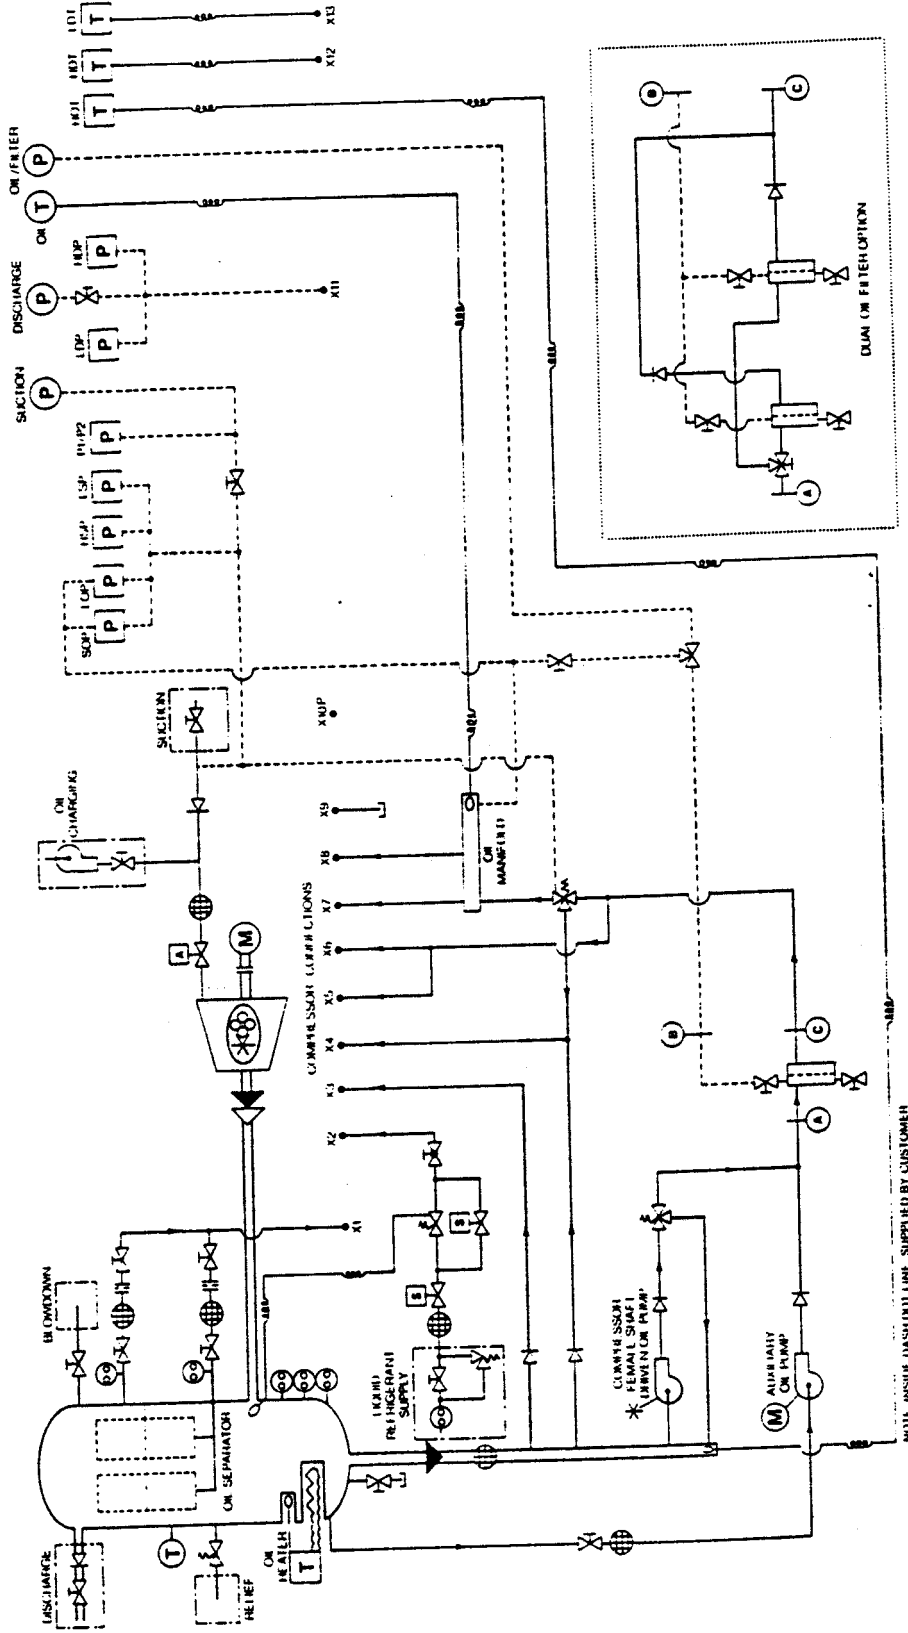 LDT
T
X13
HDT
T
X12
HOT
T
OIL/FILTER
P
OIL
T
HDP
P
DISCHARGE
P
X11
LDP
P
SUCTION
P
P1/P2
P
LSP
P
HSP
P
LOP
P
SOP
P
SUCTION
X10P
OIL
CHARGING
X9
X8
OIL
MANIFOLD
X7
COMPRESSOR CONNECTIONS
A
M
X6
X5
X4
X3
X2
X1
S
S
LIQUID
REFRIGERANT
SUPPLY
BLOWDOWN
OIL SEPARATOR
DISCHARGE
T
RELIEF
OIL
HEATER
T
COMPRESSOR
FEMALE SHAFT
DRIVEN OIL PUMP
M
AUXILIARY
OIL PUMP
A
B
C
B
C
A
DUAL OIL FILTER OPTION
NOTE INSIDE DASH DOT LINE, SUPPLIED BY CUSTOMER